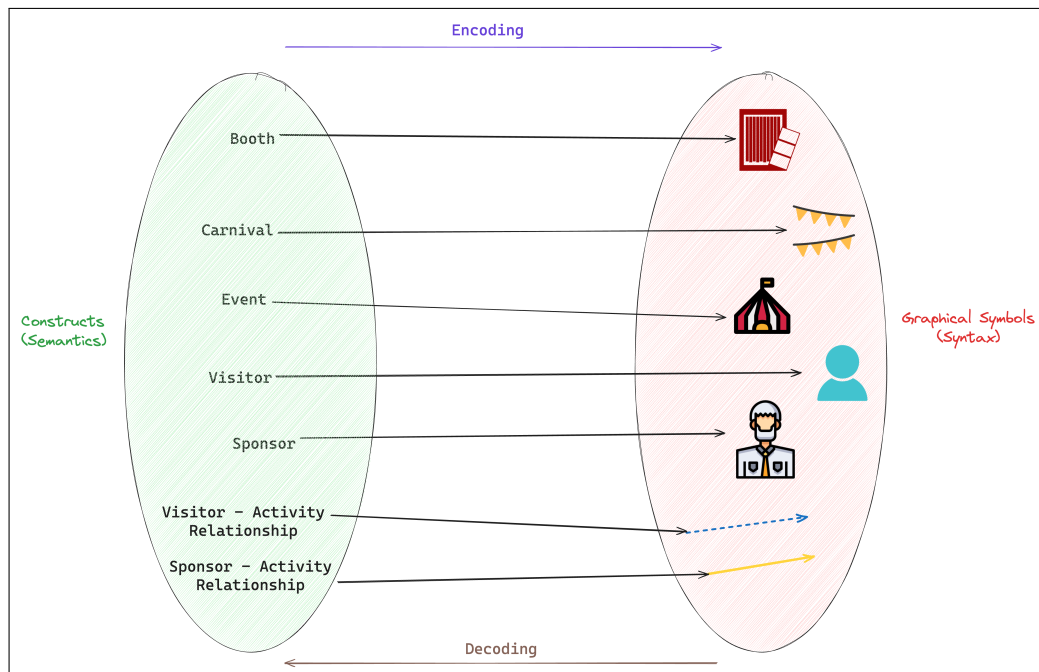 Encoding
Booth
Carnival
Event
Constructs
(Semantics)
Graphical Symbols
(Syntax)
Visitor
Sponsor
Visitor – Activity
Relationship
Sponsor – Activity
Relationship
Decoding